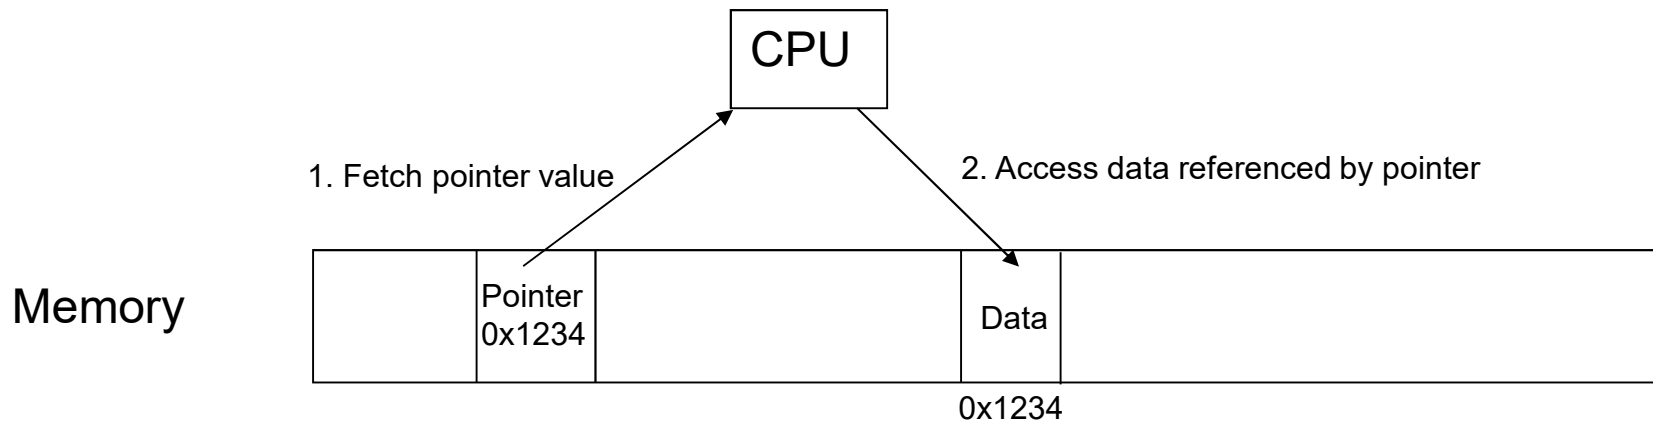 CPU
1. Fetch pointer value
2. Access data referenced by pointer
Memory
Pointer
0x1234
Data
0x1234